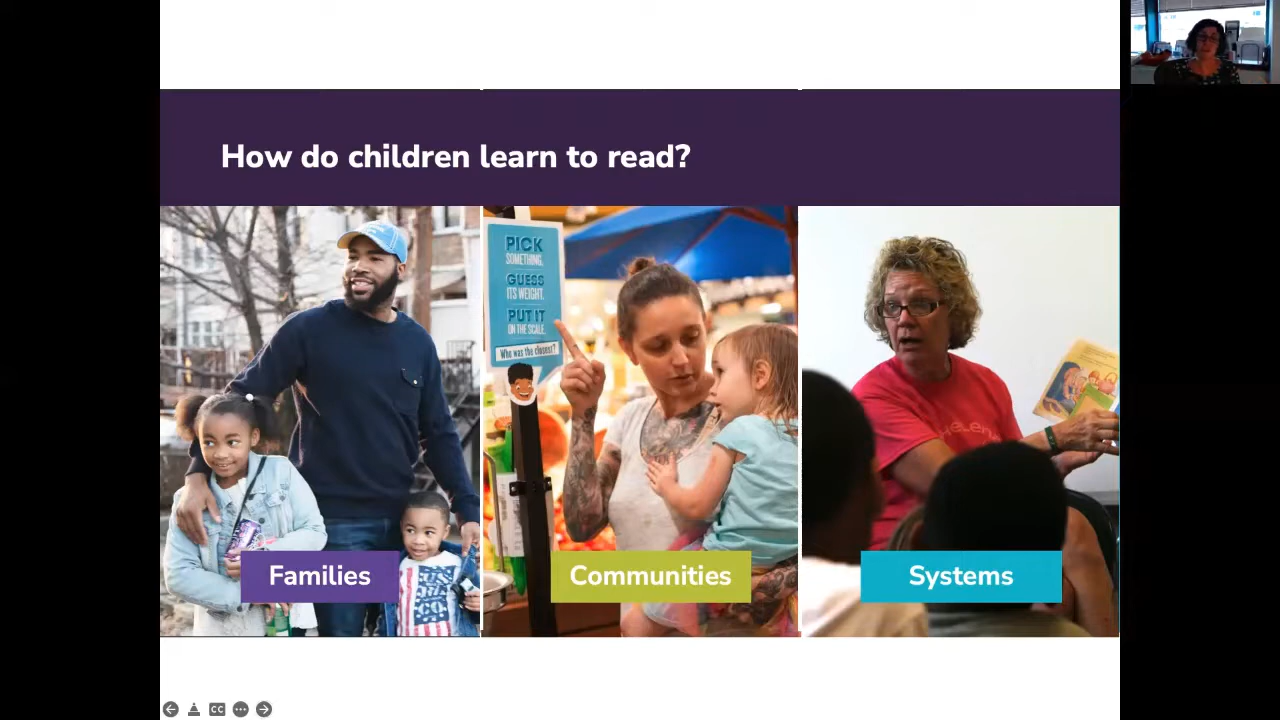 How do children learn to read?
PICK
SOMETHING.
GUESS
ITS WEIGHT.
PUT IT
ON THE SCALE.
Who was the closest?
Families
Communities
Systems
CC